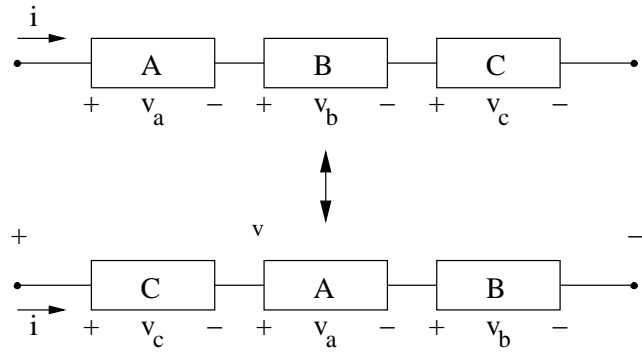 i
A B C
+ v_a − + v_b − + v_c −
+ v −
C A B
i + v_c − + v_a − + v_b −